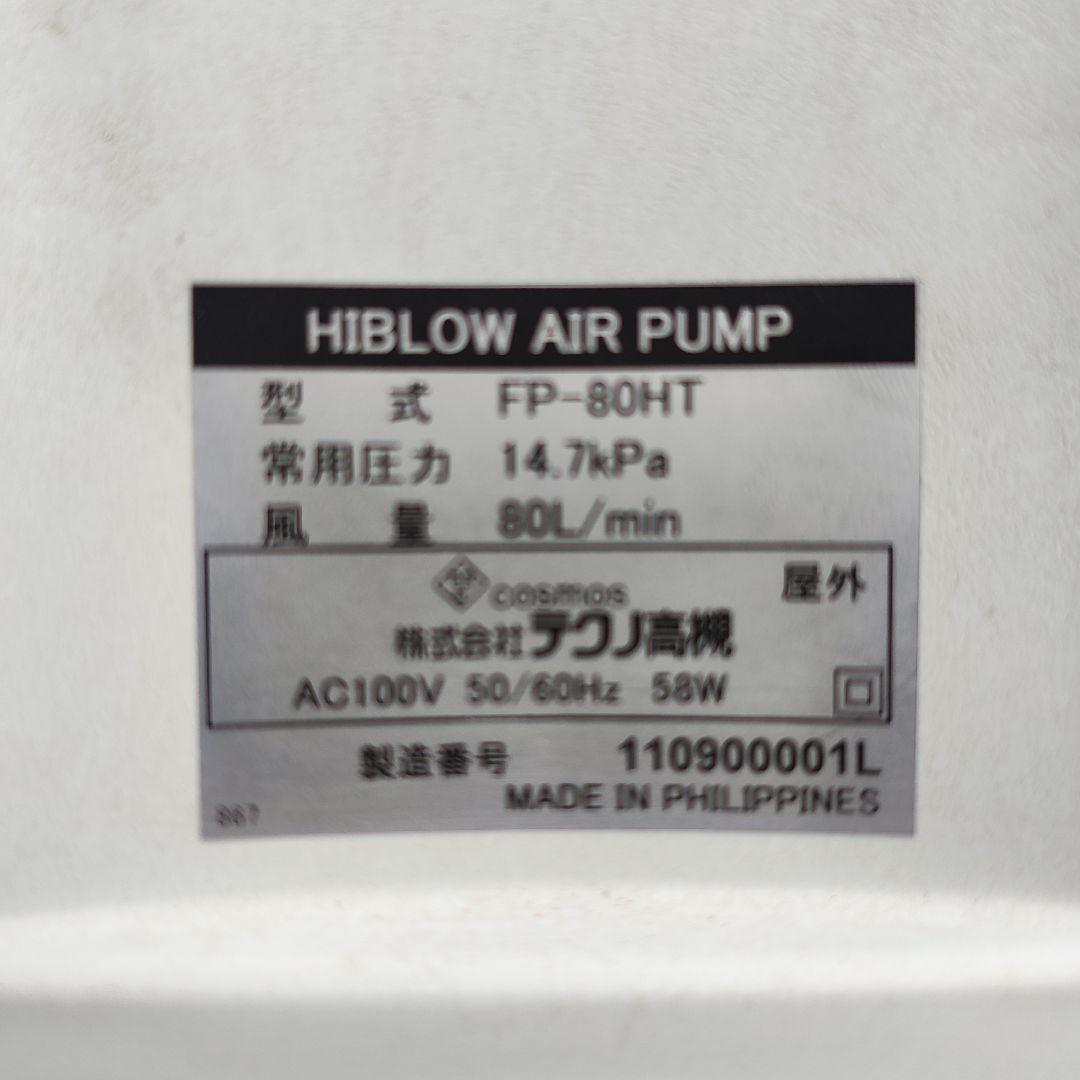 HIBLOW AIR PUMP
型式 FP-80HT
常用圧力 14.7kPa
風量 80L/min
cosmos 屋外
株式会社テクノ高槻
AC100V 50/60Hz 58W
製造番号 110900001L
MADE IN PHILIPPINES
867